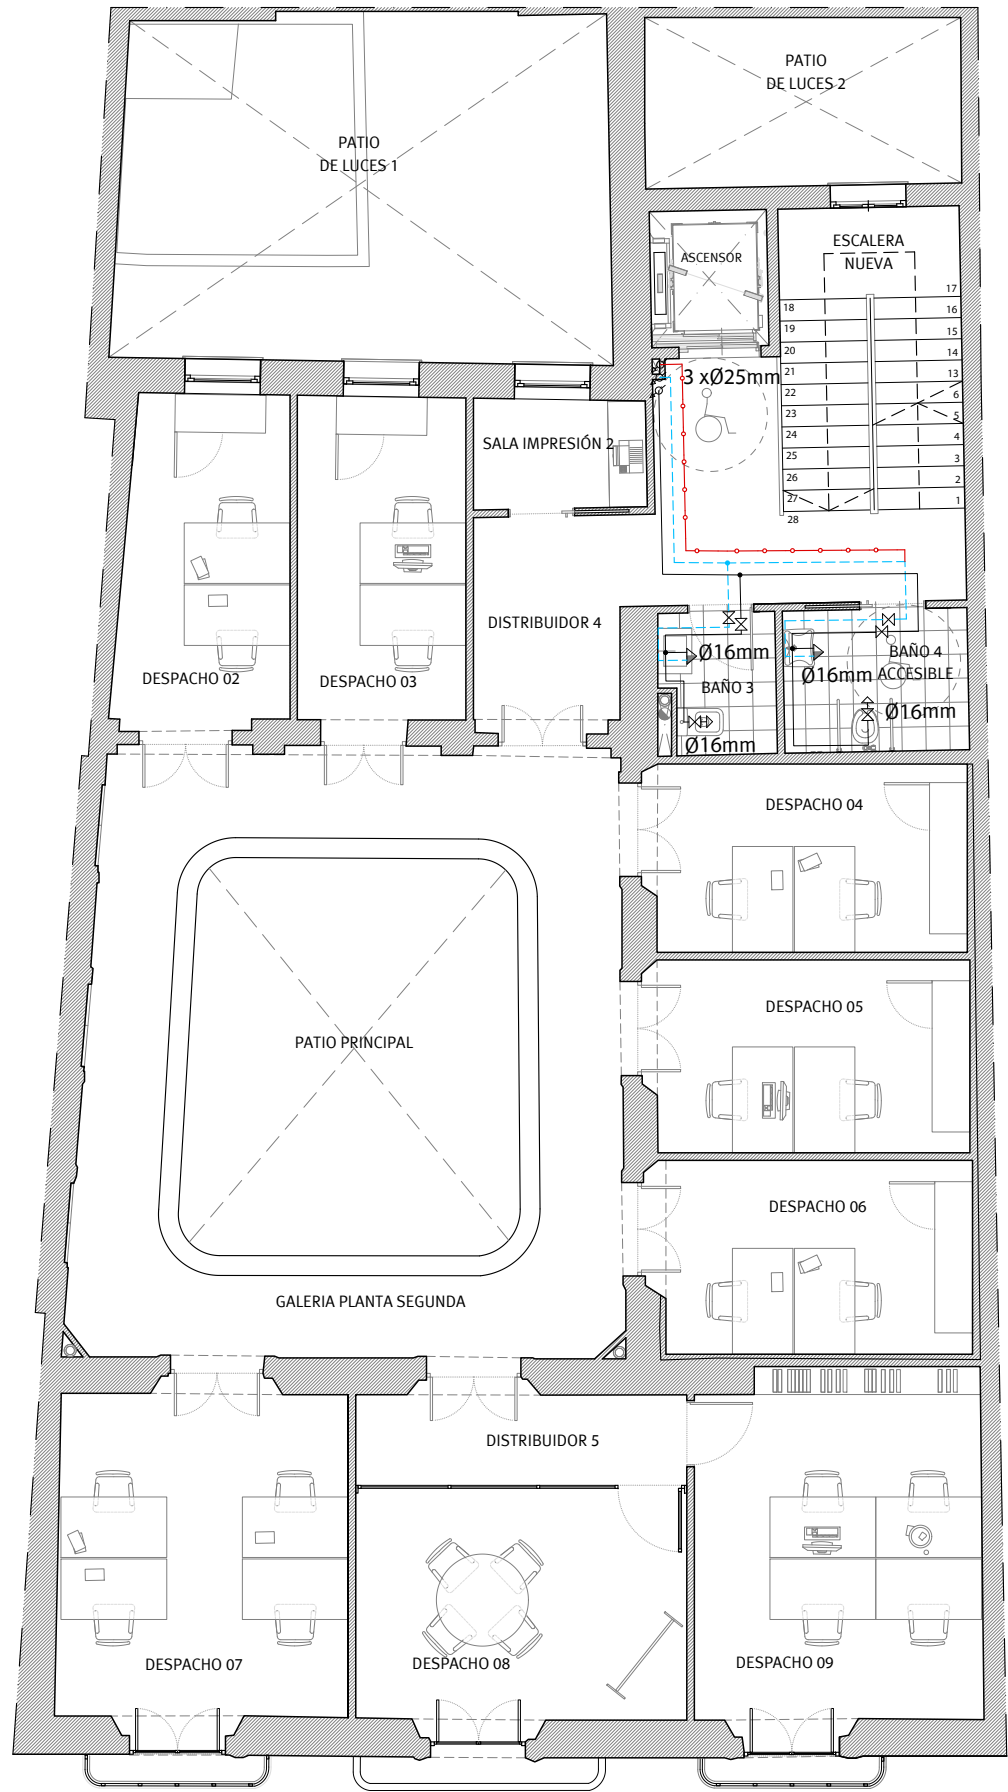 PATIO
DE LUCES 1
PATIO
DE LUCES 2
ESCALERA
NUEVA
ASCENSOR
17
16
15
14
13
6
5
4
3
2
1
18
19
20
21
22
23
24
25
26
27
28
3 xØ25mm
SALA IMPRESIÓN 2
DISTRIBUIDOR 4
DESPACHO 02
DESPACHO 03
Ø16mm
BAÑO 3
Ø16mm
BAÑO 4
ACCESIBLE
Ø16mm
Ø16mm
DESPACHO 04
DESPACHO 05
PATIO PRINCIPAL
DESPACHO 06
GALERIA PLANTA SEGUNDA
DISTRIBUIDOR 5
DESPACHO 07
DESPACHO 08
DESPACHO 09